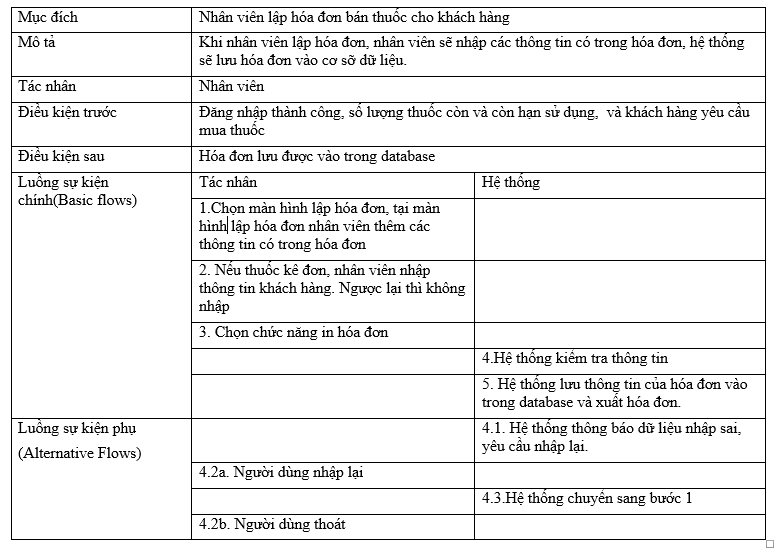 Mục đích
Nhân viên lập hóa đơn bán thuốc cho khách hàng
Mô tả
Khi nhân viên lập hóa đơn, nhân viên sẽ nhập các thông tin có trong hóa đơn, hệ thống
sẽ lưu hóa đơn vào cơ sỡ dữ liệu.
Tác nhân
Nhân viên
Điều kiện trước
Đăng nhập thành công, số lượng thuốc còn và còn hạn sử dụng, và khách hàng yêu cầu
mua thuốc
Điều kiện sau
Hóa đơn lưu được vào trong database
Luồng sự kiện
chính(Basic flows)
Tác nhân
Hệ thống
1.Chọn màn hình lập hóa đơn, tại màn
hình lập hóa đơn nhân viên thêm các
thông tin có trong hóa đơn
2. Nếu thuốc kê đơn, nhân viên nhập
thông tin khách hàng. Ngược lại thì không
nhập
3. Chọn chức năng in hóa đơn
4.Hệ thống kiểm tra thông tin
5. Hệ thống lưu thông tin của hóa đơn vào
trong database và xuất hóa đơn.
Luồng sự kiện phụ
(Alternative Flows)
4.1. Hệ thống thông báo dữ liệu nhập sai,
yêu cầu nhập lại.
4.2a. Người dùng nhập lại
4.3.Hệ thống chuyển sang bước 1
4.2b. Người dùng thoát